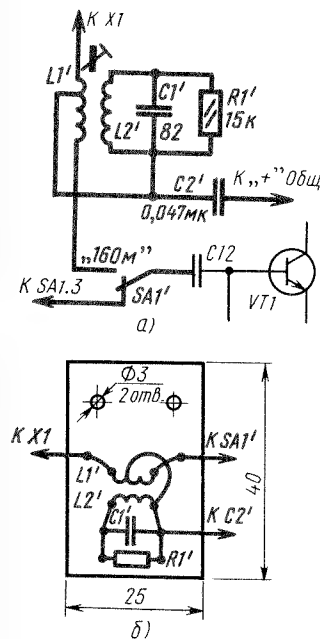 К X1
L1'
C1'
82
R1'
15к
L2'
C2'
К „+" Общ.
0,047мк
„160м"
C12
К SA1.3
SA1'
VT1
а)
Ф3
2отв.
К X1
К SA1'
L1'
L2'
C1'
К C2'
R1'
40
25
б)